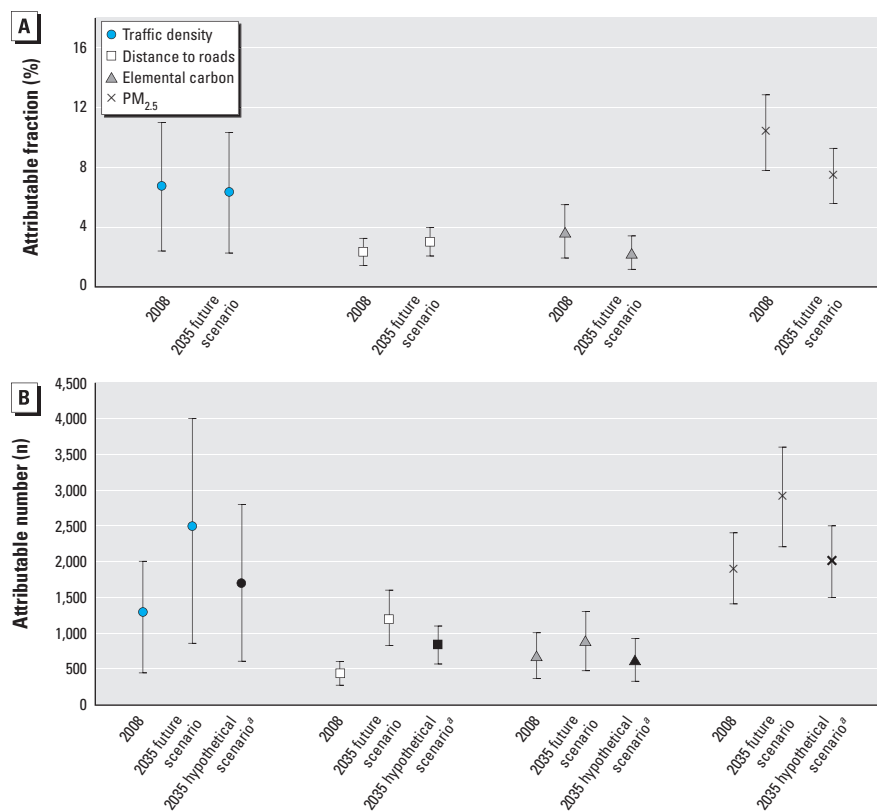 A
Attributable fraction (%)
16
12
8
4
0
Traffic density
Distance to roads
Elemental carbon
PM2.5
2008
2035 future
scenario
2008
2035 future
scenario
2008
2035 future
scenario
2008
2035 future
scenario
B
Attributable number (n)
4,500
4,000
3,500
3,000
2,500
2,000
1,500
1,000
500
0
2008
2035 future
scenario
2035 hypothetical
scenarioa
2008
2035 future
scenario
2035 hypothetical
scenarioa
2008
2035 future
scenario
2035 hypothetical
scenarioa
2008
2035 future
scenario
2035 hypothetical
scenarioa